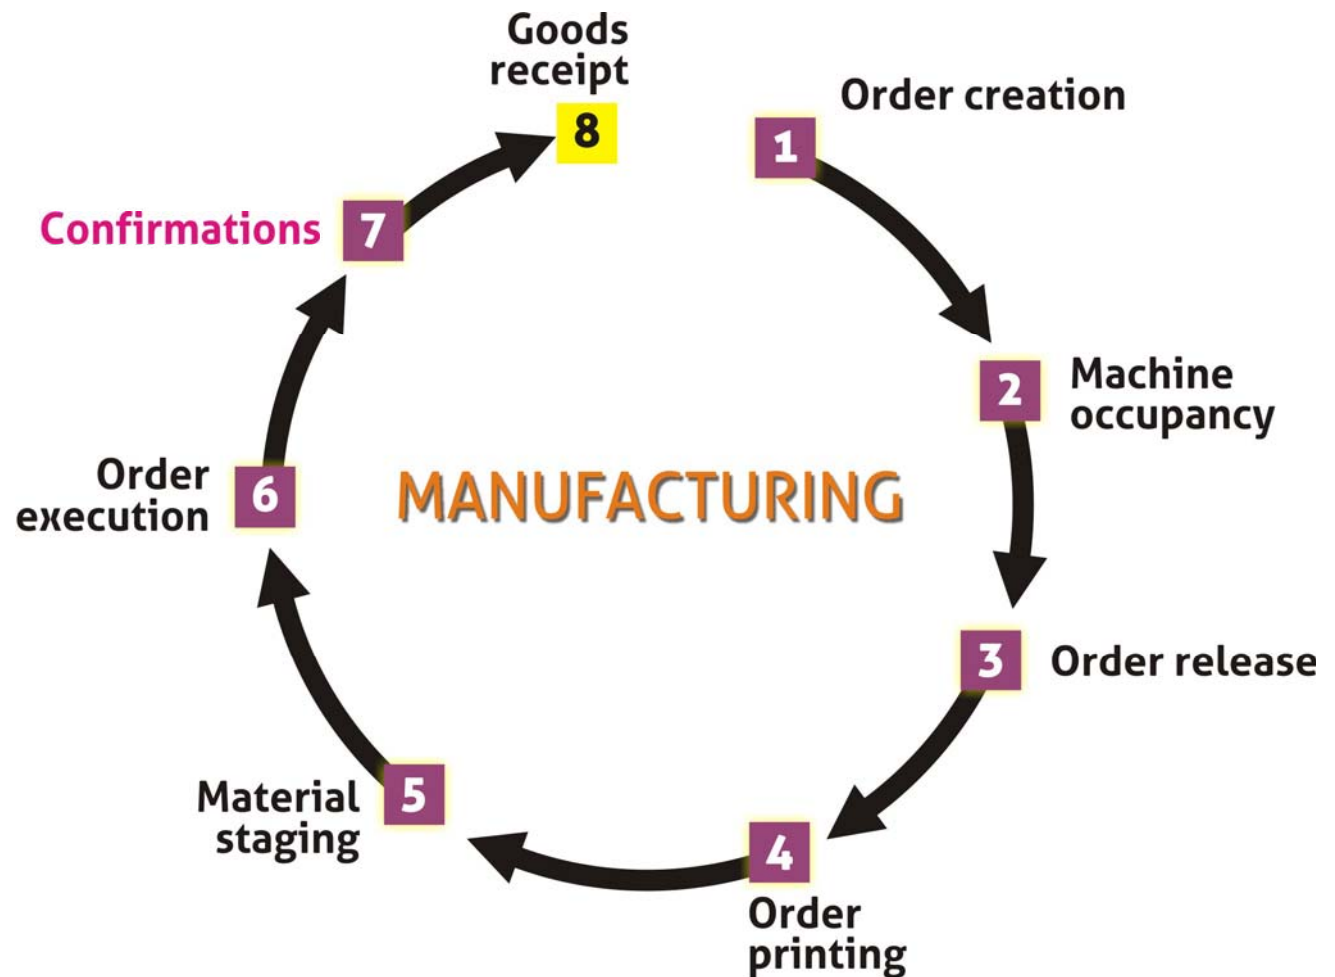 Goods
receipt
8
1
Order creation
7
Confirmations
2
Machine
occupancy
Order
execution
6
MANUFACTURING
3
Order release
Material
staging
5
4
Order
printing